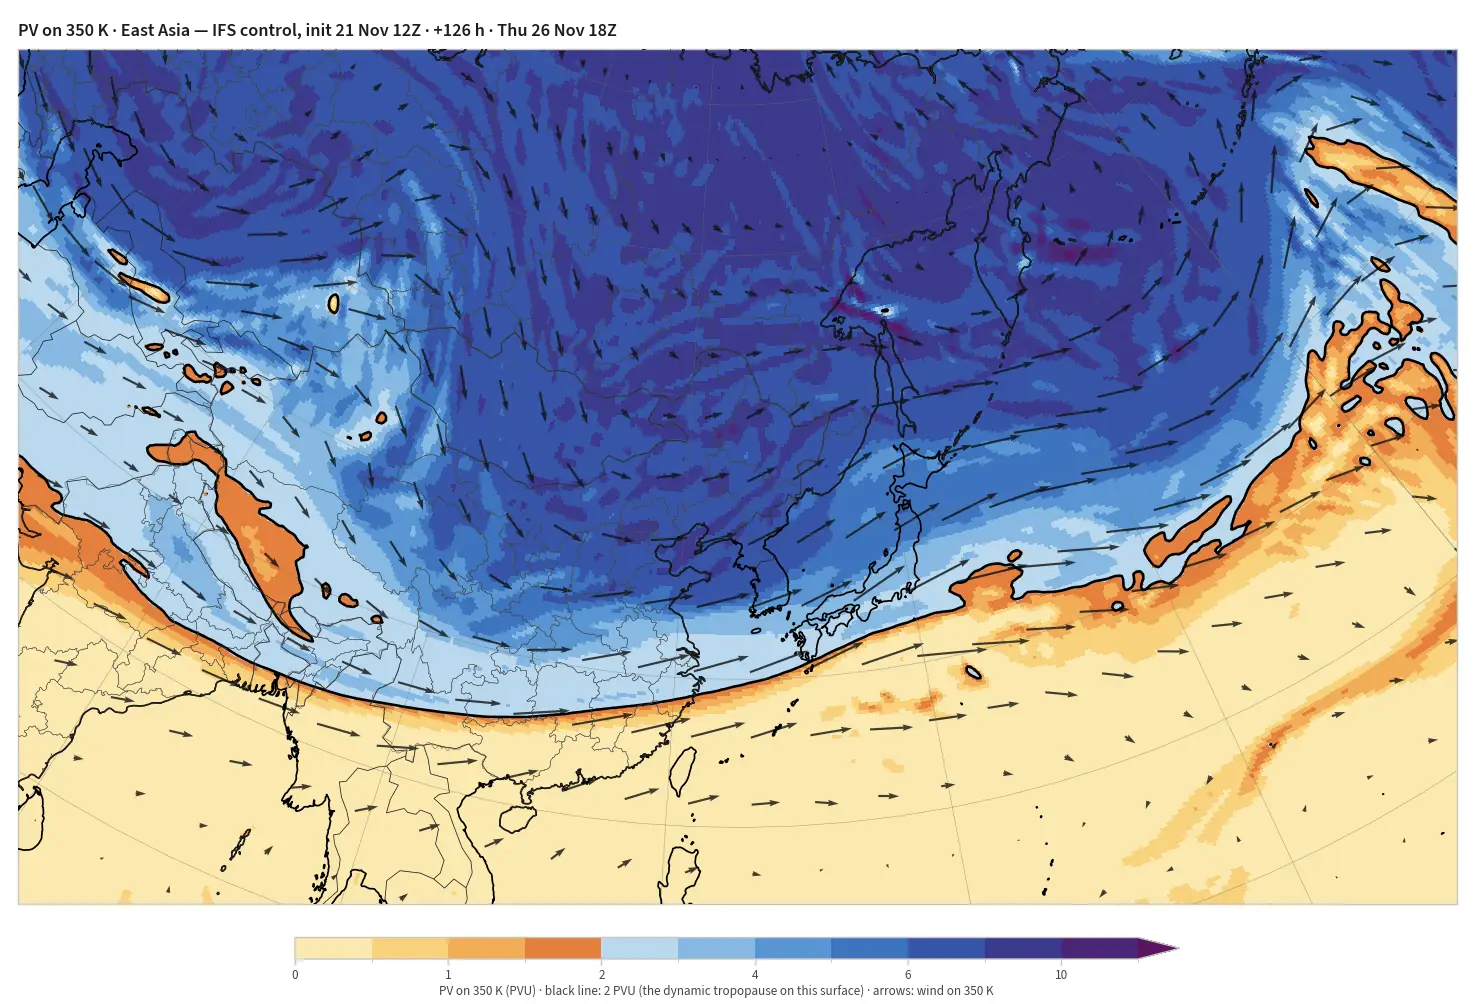 PV on 350 K · East Asia — IFS control, init 21 Nov 12Z · +126 h · Thu 26 Nov 18Z
0 1 2 4 6 10
PV on 350 K (PVU) · black line: 2 PVU (the dynamic tropopause on this surface) · arrows: wind on 350 K